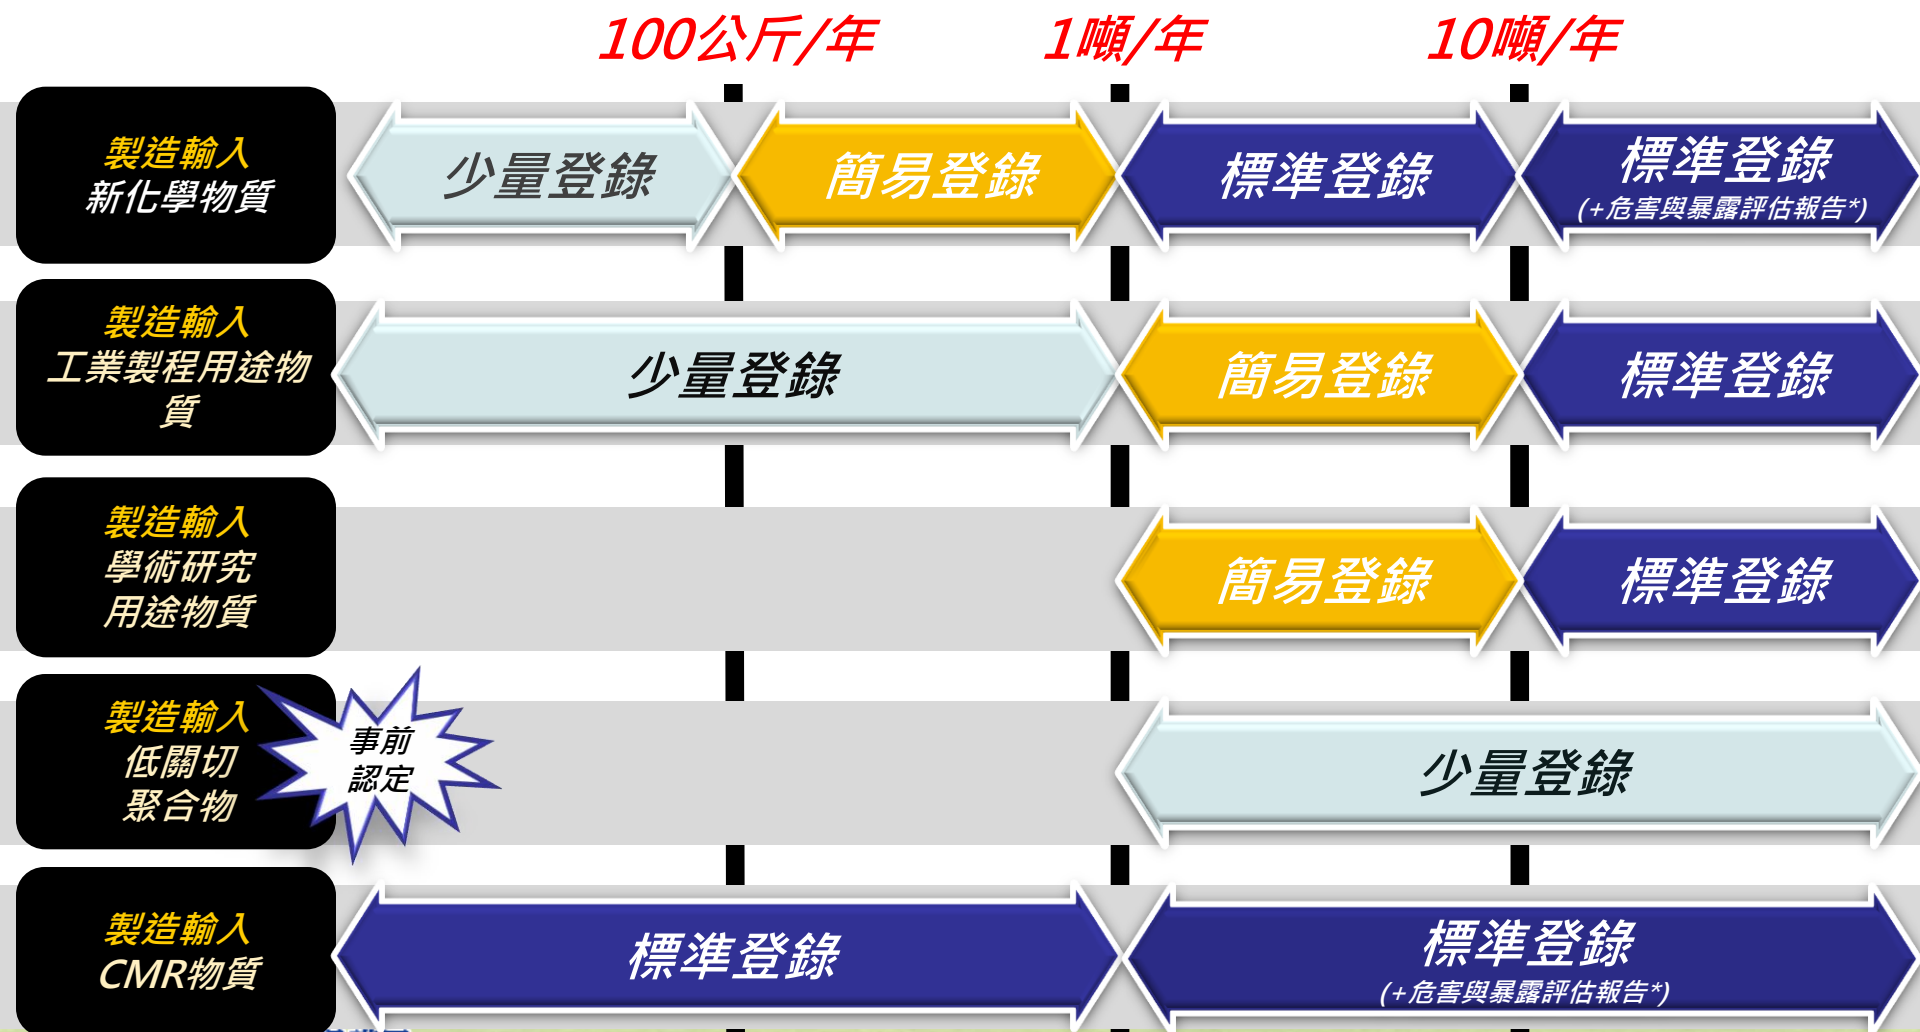 100公斤/年 1噸/年 10噸/年
製造輸入
新化學物質
少量登錄 簡易登錄 標準登錄 標準登錄
(+危害與暴露評估報告*)
製造輸入
工業製程用途物
質
少量登錄 簡易登錄 標準登錄
製造輸入
學術研究
用途物質
簡易登錄 標準登錄
製造輸入
低關切
聚合物
事前
認定
少量登錄
製造輸入
CMR物質
標準登錄 標準登錄
(+危害與暴露評估報告*)